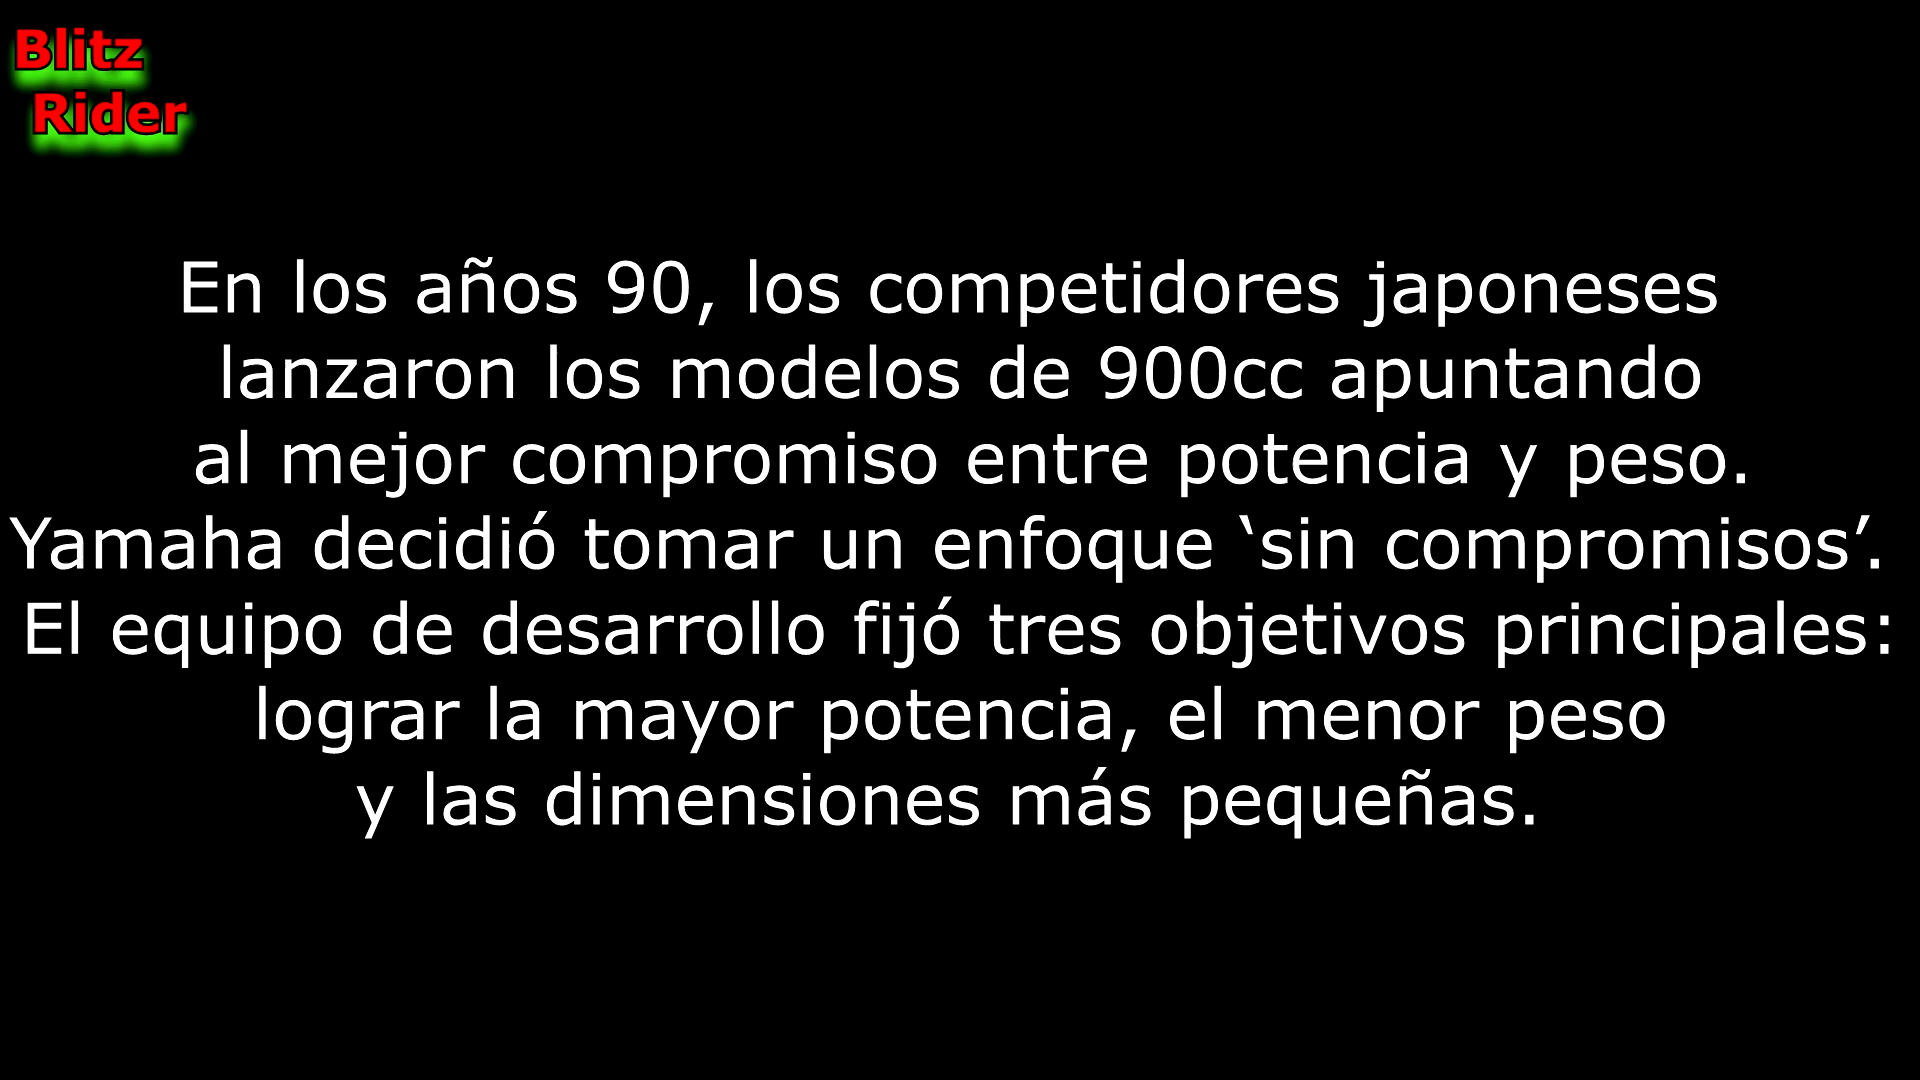 Blitz
Rider
En los años 90, los competidores japoneses
lanzaron los modelos de 900cc apuntando
al mejor compromiso entre potencia y peso.
Yamaha decidió tomar un enfoque ‘sin compromisos’.
El equipo de desarrollo fijó tres objetivos principales:
lograr la mayor potencia, el menor peso
y las dimensiones más pequeñas.